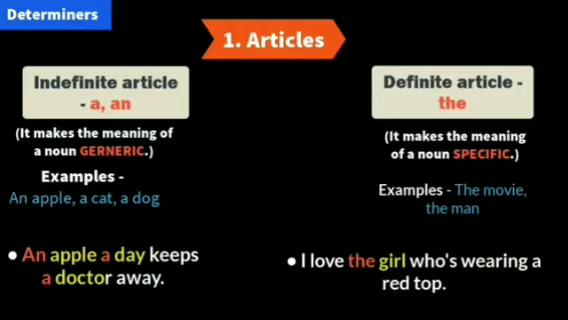 Determiners
1. Articles
Indefinite article
- a, an
(It makes the meaning of
a noun GERNERIC.)
Examples -
An apple, a cat, a dog
● An apple a day keeps
a doctor away.
Definite article -
the
(It makes the meaning
of a noun SPECIFIC.)
Examples - The movie,
the man
● I love the girl who's wearing a
red top.